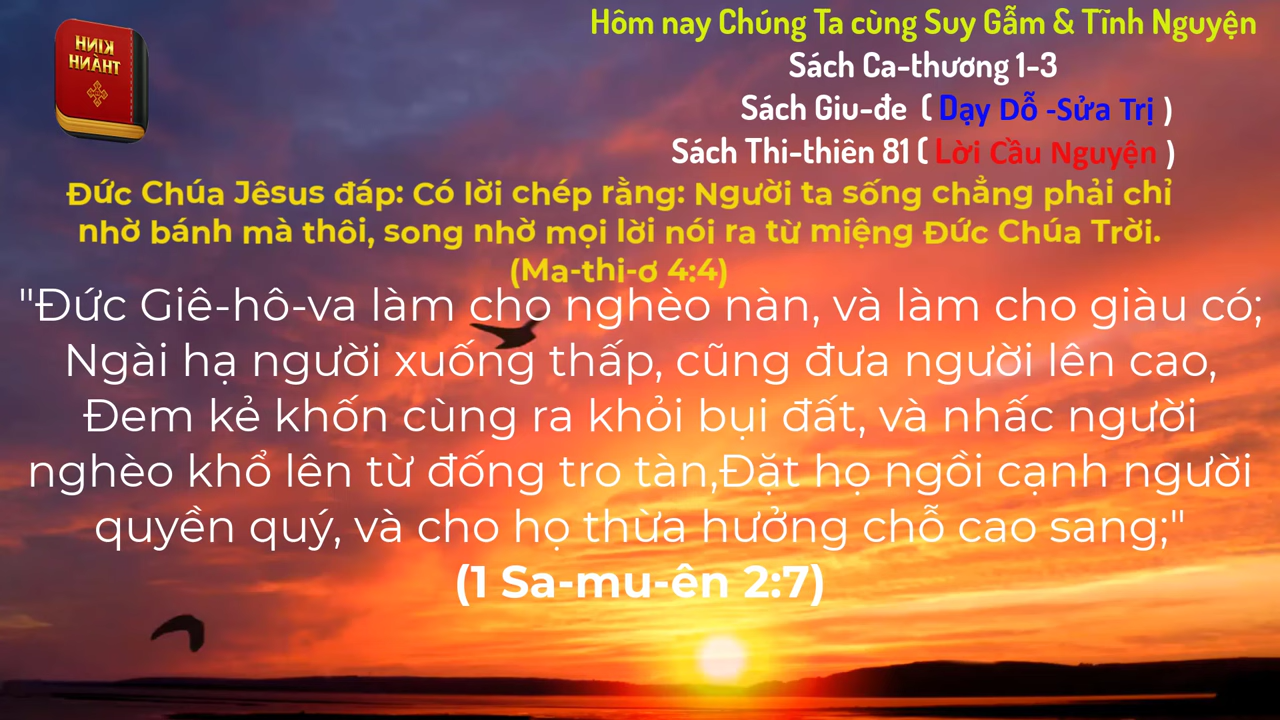 KINH
THÁNH
Hôm nay Chúng Ta cùng Suy Gẫm & Tĩnh Nguyện
Sách Ca-thương 1-3
Sách Giu-đe ( Dạy Dỗ -Sửa Trị )
Sách Thi-thiên 81 ( Lời Cầu Nguyện )
Đức Chúa Jêsus đáp: Có lời chép rằng: Người ta sống chẳng phải chỉ
nhờ bánh mà thôi, song nhờ mọi lời nói ra từ miệng Đức Chúa Trời.
(Ma-thi-ơ 4:4)
"Đức Giê-hô-va làm cho nghèo nàn, và làm cho giàu có;
Ngài hạ người xuống thấp, cũng đưa người lên cao,
Đem kẻ khốn cùng ra khỏi bụi đất, và nhấc người
nghèo khổ lên từ đống tro tàn,Đặt họ ngồi cạnh người
quyền quý, và cho họ thừa hưởng chỗ cao sang;"
(1 Sa-mu-ên 2:7)